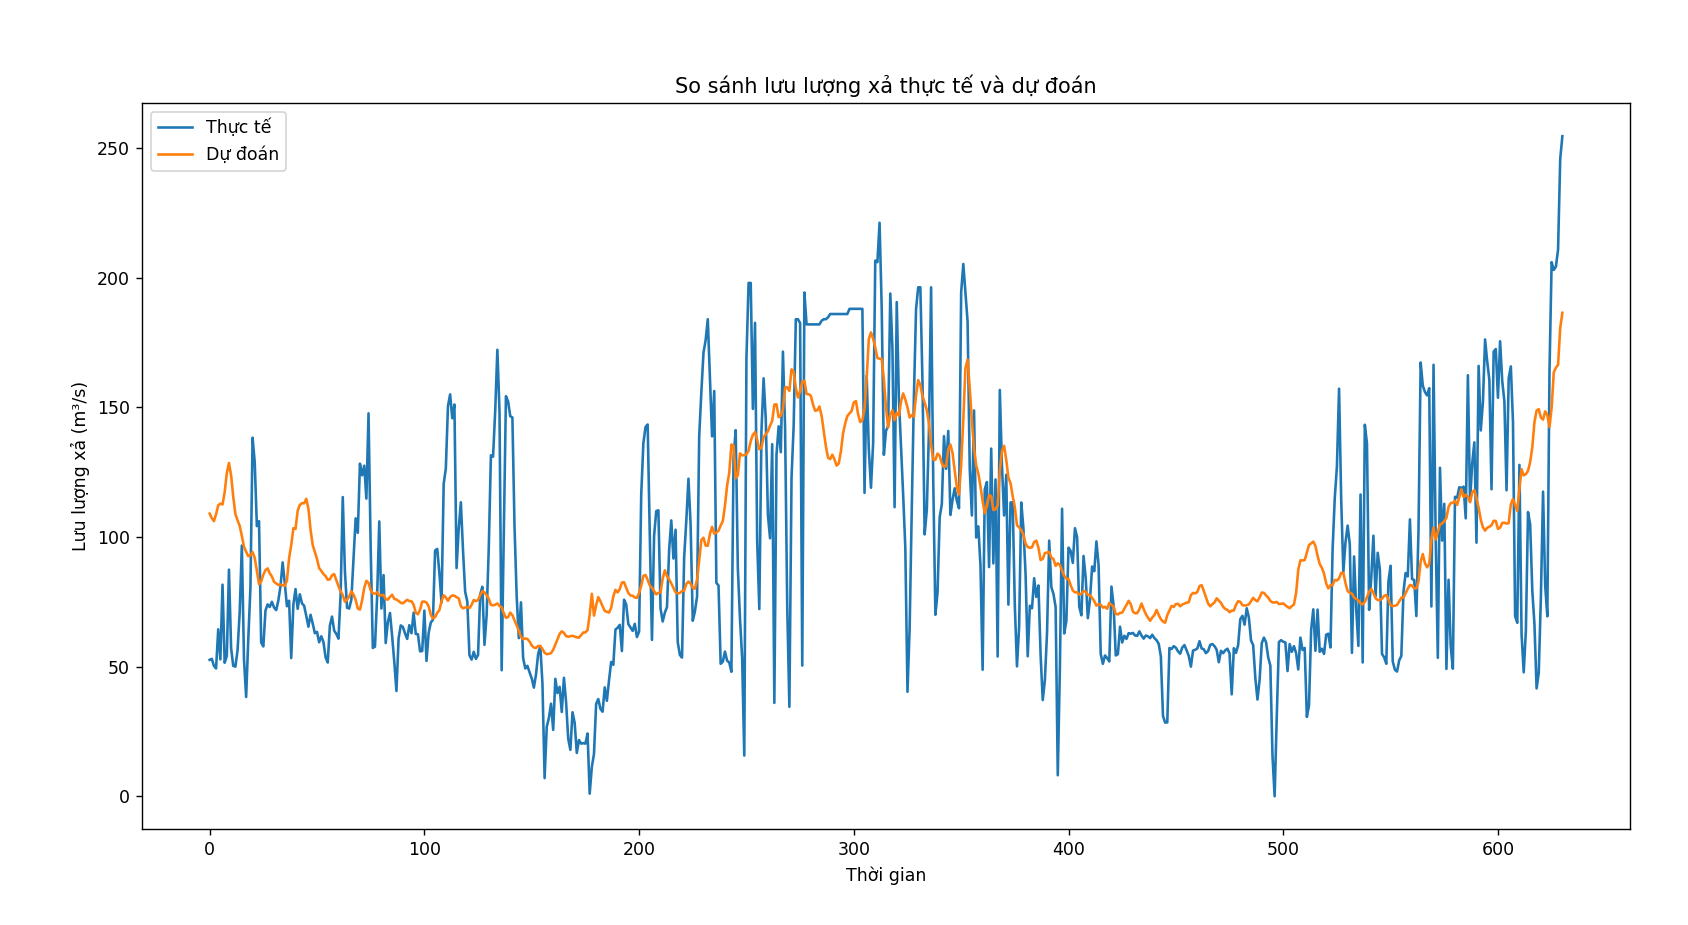 So sánh lưu lượng xả thực tế và dự đoán
Thực tế
Dự đoán
Lưu lượng xả (m³/s)
250
200
150
100
50
0
0 100 200 300 400 500 600
Thời gian